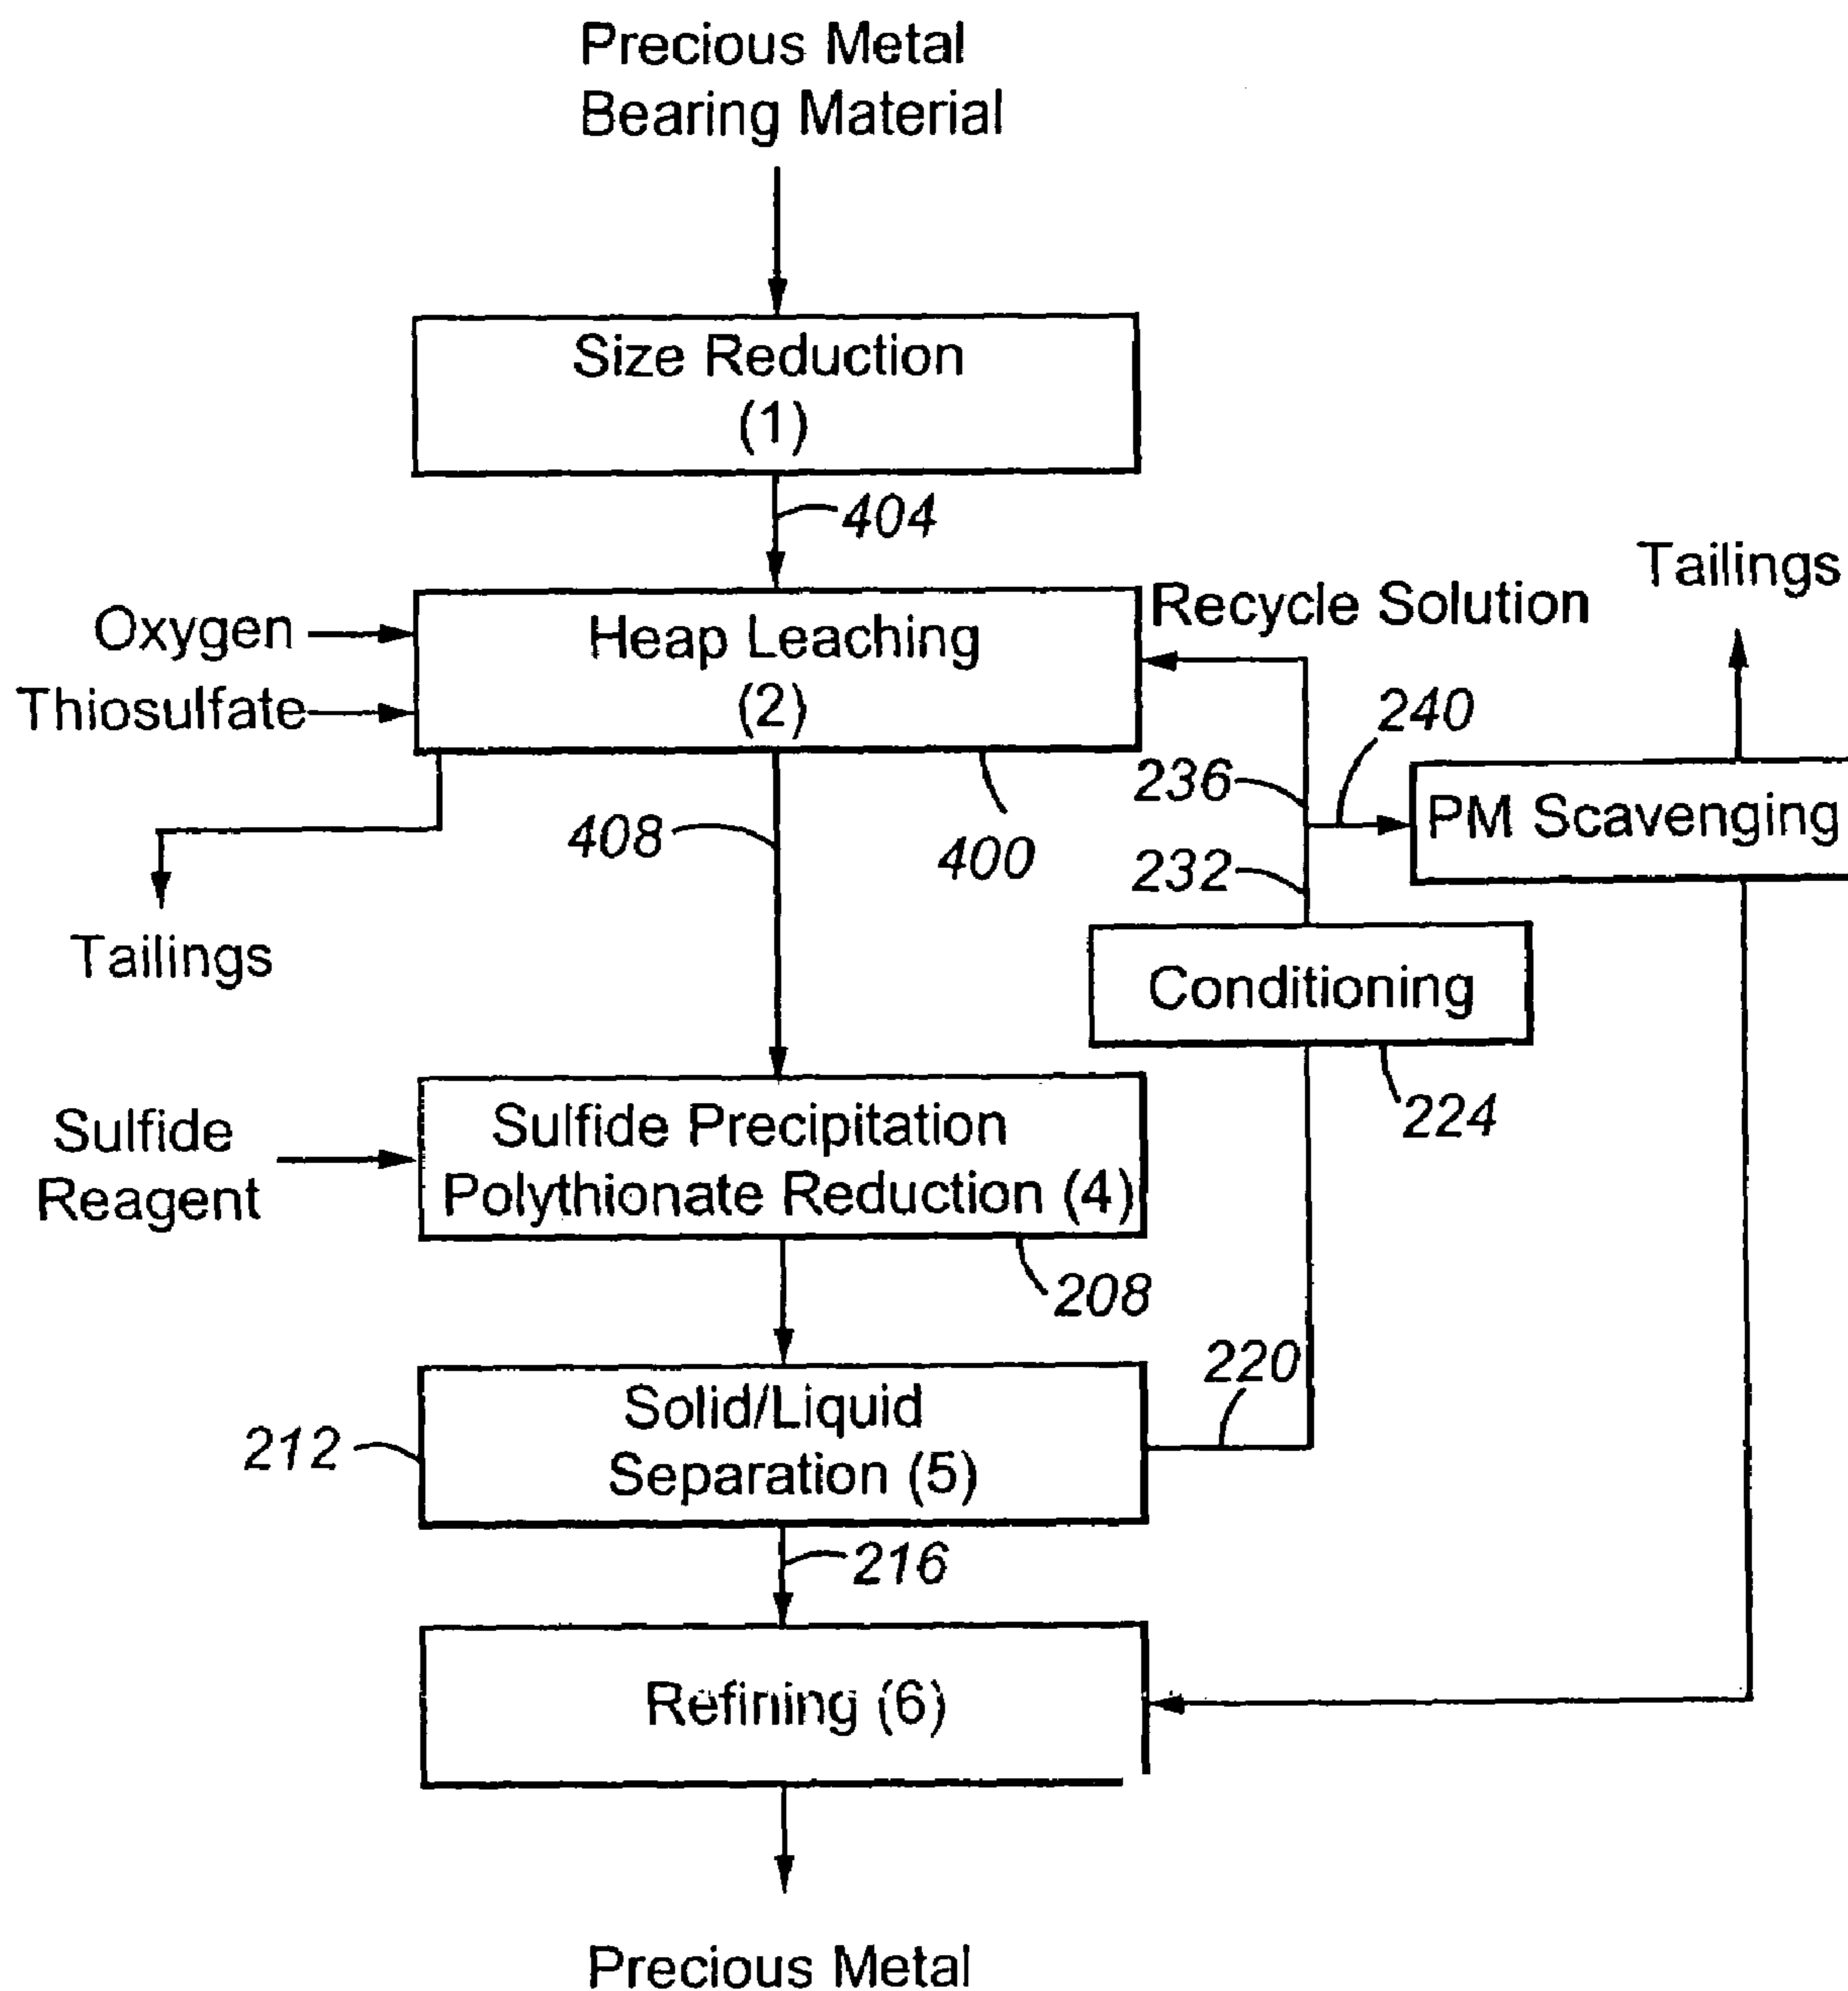 Precious Metal
Bearing Material
Size Reduction
(1)
404
Tailings
Oxygen
Heap Leaching
Recycle Solution
Thiosulfate
(2)
240
236
PM Scavenging
408
400
232
Tailings
Conditioning
224
Sulfide
Reagent
Sulfide Precipitation
Polythionate Reduction (4)
208
220
212
Solid/Liquid
Separation (5)
216
Refining (6)
Precious Metal